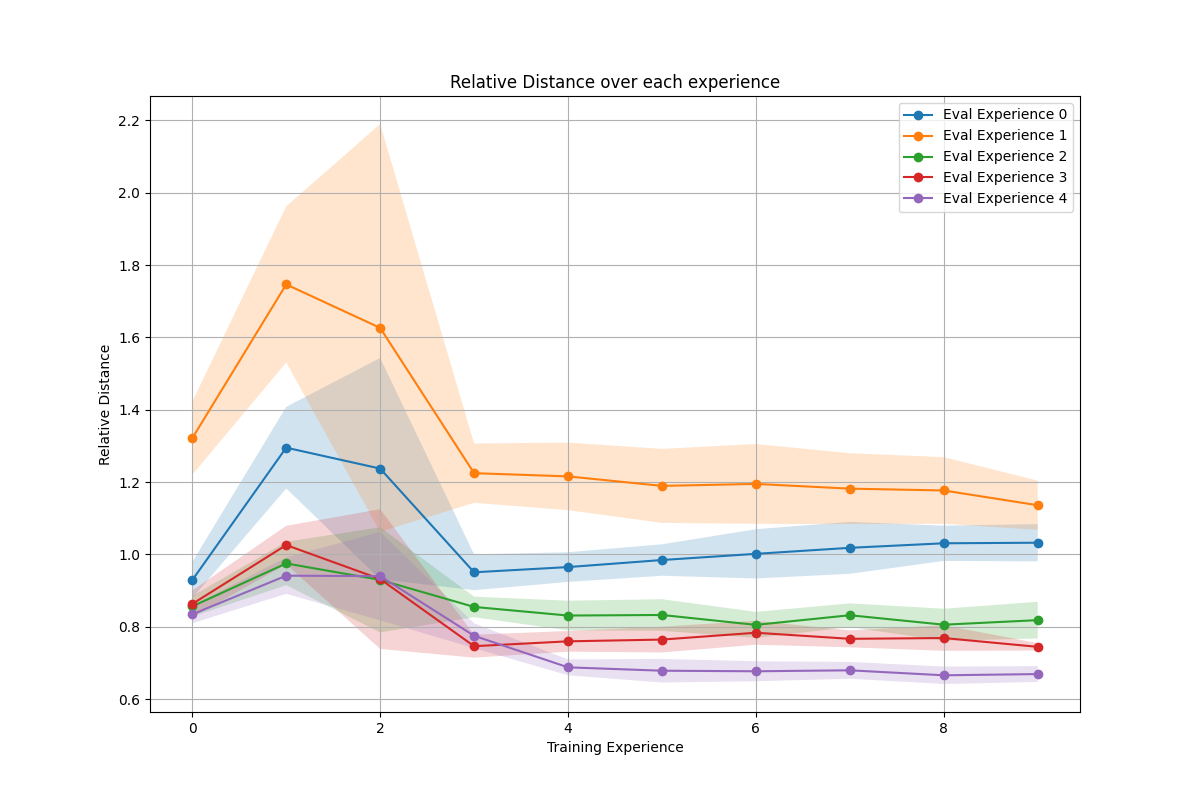 Relative Distance over each experience
Eval Experience 0
Eval Experience 1
Eval Experience 2
Eval Experience 3
Eval Experience 4
Relative Distance
2.2
2.0
1.8
1.6
1.4
1.2
1.0
0.8
0.6
0 2 4 6 8
Training Experience